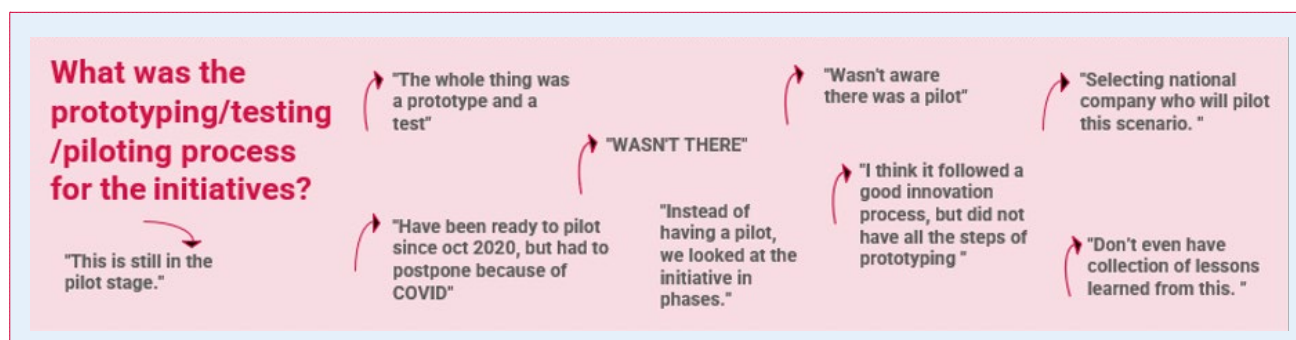 What was the
prototyping/testing
/piloting process
for the initiatives?
"This is still in the
pilot stage."
"The whole thing was
a prototype and a
test"
"Have been ready to pilot
since oct 2020, but had to
postpone because of
COVID"
"WASN'T THERE"
"Instead of
having a pilot,
we looked at the
initiative in
phases."
"Wasn't aware
there was a pilot"
"I think it followed a
good innovation
process, but did not
have all the steps of
prototyping "
"Selecting national
company who will pilot
this scenario. "
"Don't even have
collection of lessons
learned from this. "